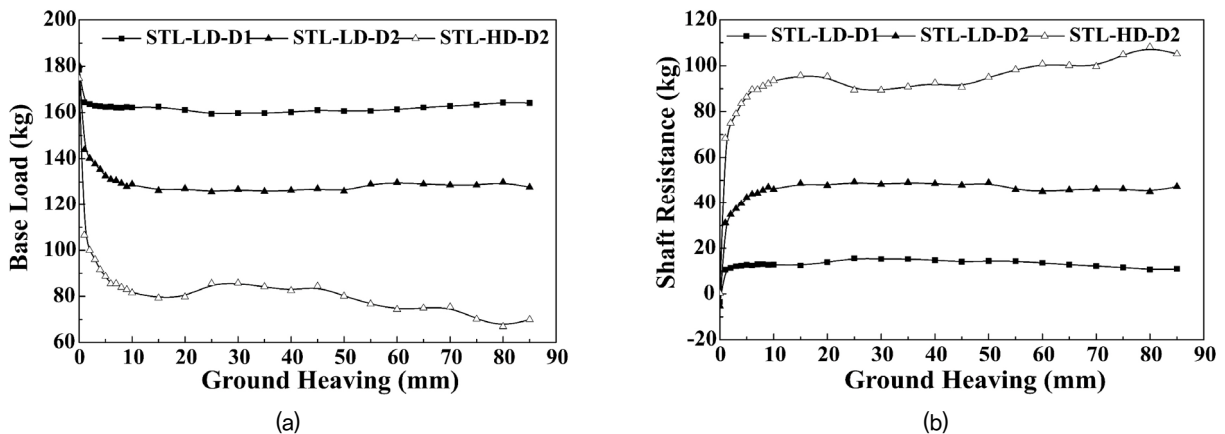 STL-LD-D1 STL-LD-D2 STL-HD-D2
Base Load (kg)
200
180
160
140
120
100
80
60
0 10 20 30 40 50 60 70 80 90
Ground Heaving (mm)
(a)
STL-LD-D1 STL-LD-D2 STL-HD-D2
Shaft Resistance (kg)
120
100
80
60
40
20
0
-20
0 10 20 30 40 50 60 70 80 90
Ground Heaving (mm)
(b)